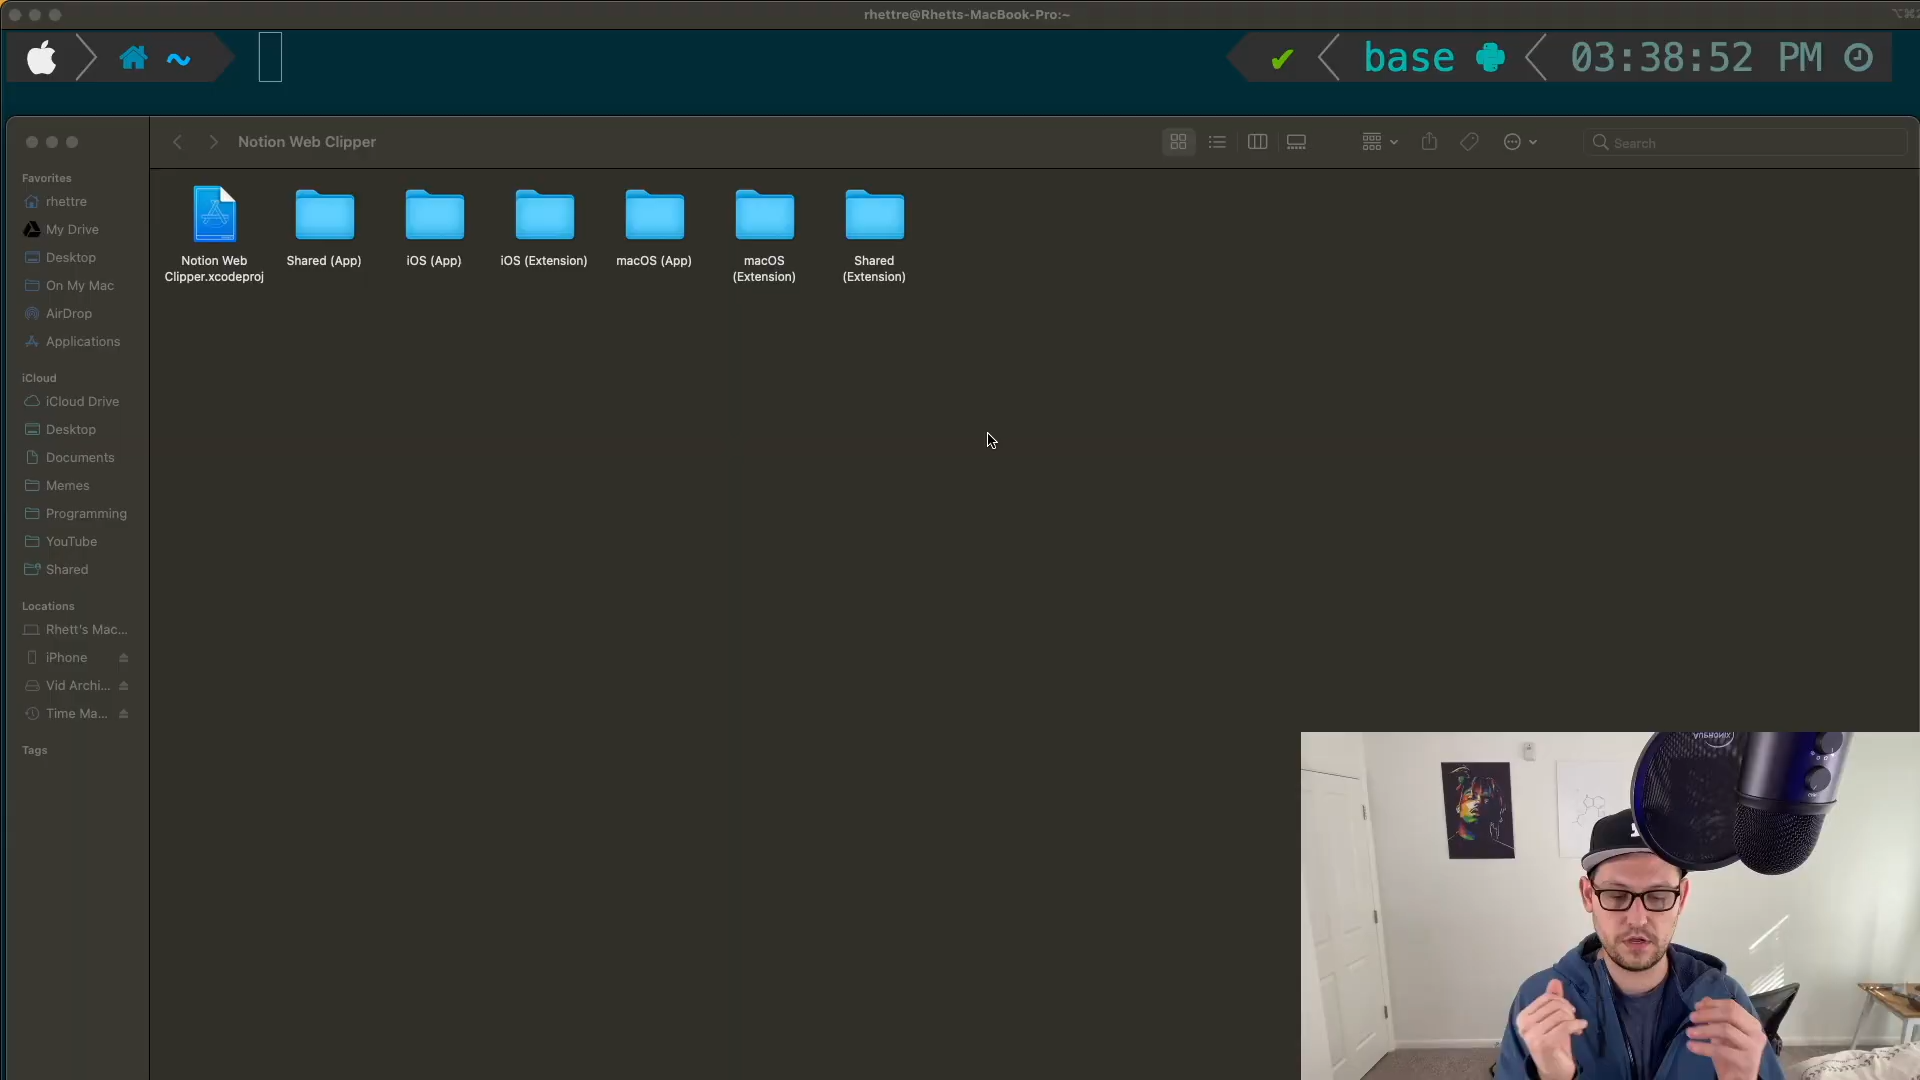 rhettre@Rhetts-MacBook-Pro:~
~
base
03:38:52 PM
Notion Web Clipper
Search
Favorites
rhettre
My Drive
Desktop
On My Mac
AirDrop
Applications
iCloud
iCloud Drive
Desktop
Documents
Memes
Programming
YouTube
Shared
Locations
Rhett's Mac...
iPhone
Vid Archi...
Time Ma...
Tags
Notion Web
Clipper.xcodeproj
Shared (App)
iOS (App)
iOS (Extension)
macOS (App)
macOS
(Extension)
Shared
(Extension)